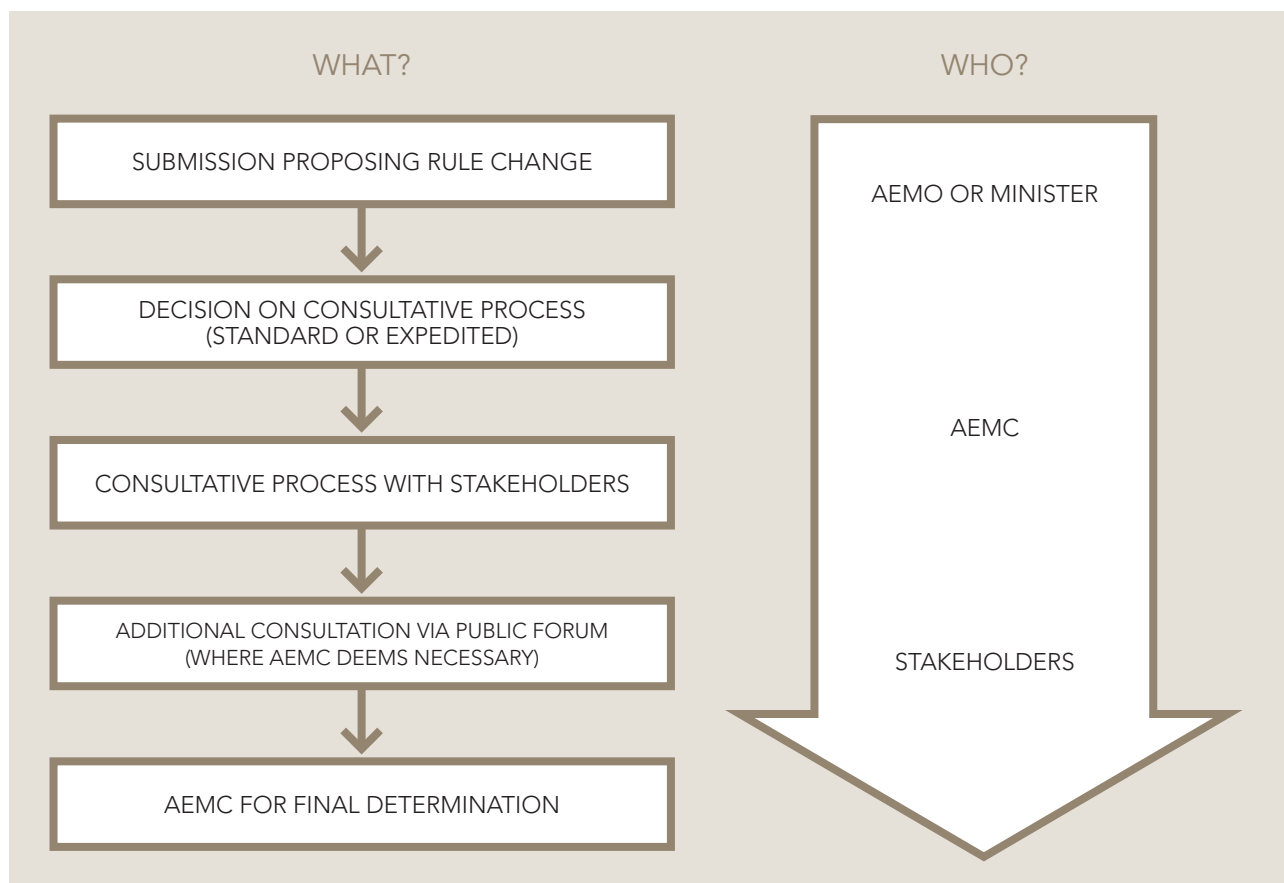 WHAT?
SUBMISSION PROPOSING RULE CHANGE
DECISION ON CONSULTATIVE PROCESS
(STANDARD OR EXPEDITED)
CONSULTATIVE PROCESS WITH STAKEHOLDERS
ADDITIONAL CONSULTATION VIA PUBLIC FORUM
(WHERE AEMC DEEMS NECESSARY)
AEMC FOR FINAL DETERMINATION
WHO?
AEMO OR MINISTER
AEMC
STAKEHOLDERS